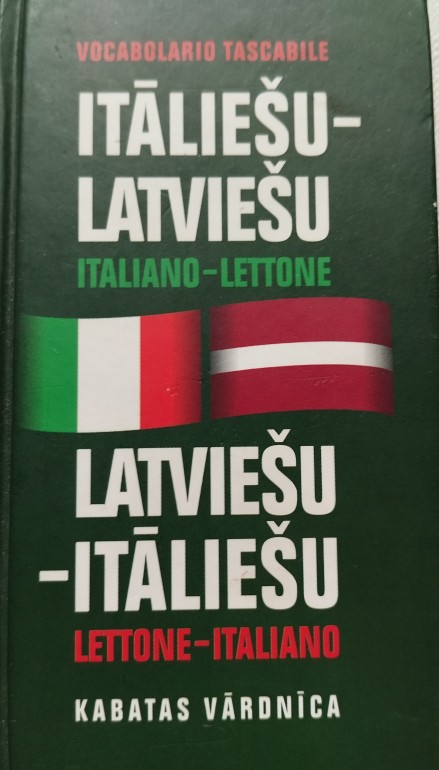 VOCABOLARIO TASCABILE
ITĀLIEŠU–
LATVIEŠU
ITALIANO–LETTONE
LATVIEŠU
–ITĀLIEŠU
LETTONE–ITALIANO
KABATAS VĀRDNĪCA